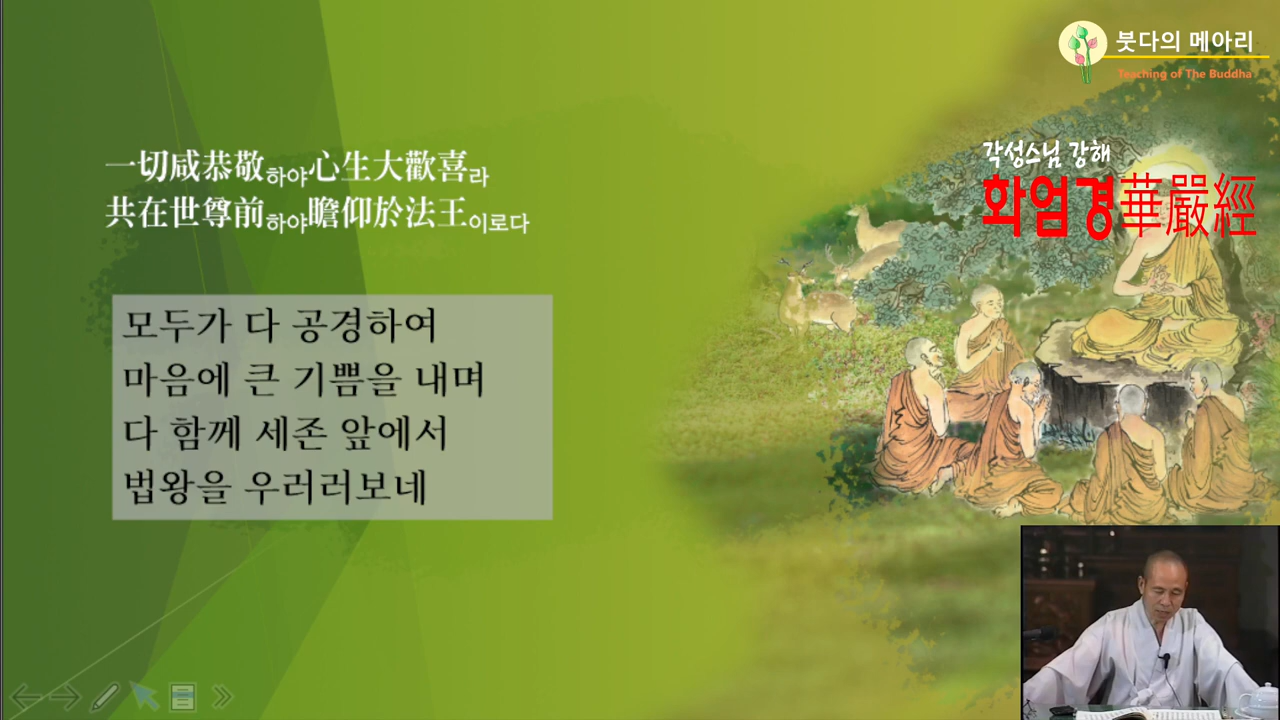 붓다의 메아리
Teaching of The Buddha
각성스님 강해
화엄경華嚴經
一切咸恭敬하야心生大歡喜라
共在世尊前하야瞻仰於法王이로다
모두가 다 공경하여
마음에 큰 기쁨을 내며
다 함께 세존 앞에서
법왕을 우러러보네